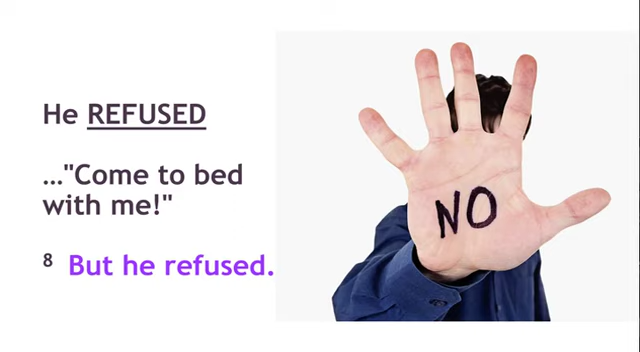 He REFUSED
…"Come to bed
with me!"
8 But he refused.
NO